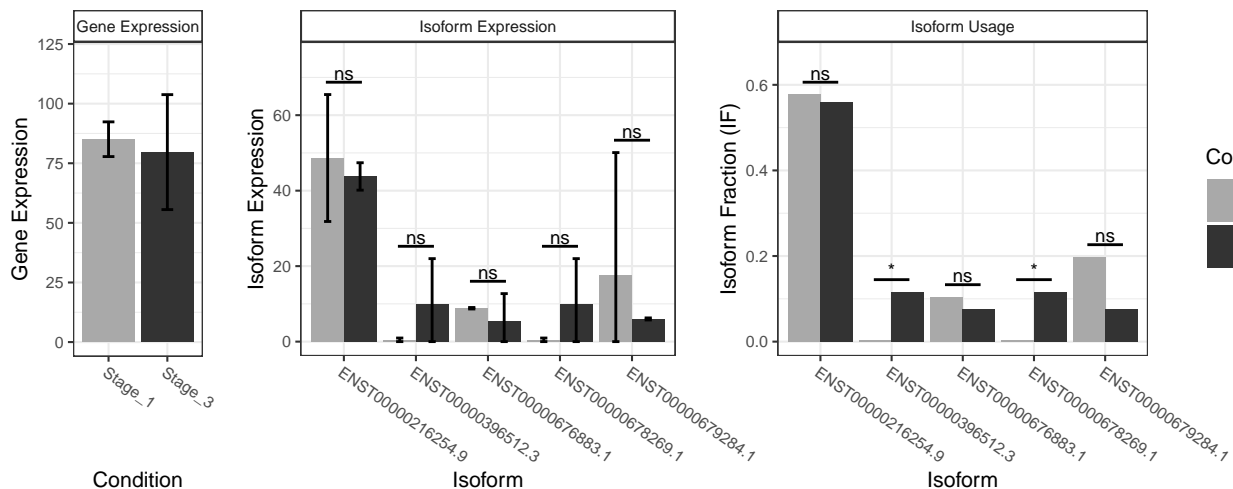 Gene Expression
Gene Expression
125
100
75
50
25
0
Stage_1
Stage_3
Condition
Isoform Expression
Isoform Expression
60
40
20
0
ns
ns
ns
ns
ns
ENST00000216254.9
ENST00000396512.3
ENST00000676883.1
ENST00000678269.1
ENST00000679284.1
Isoform
Isoform Usage
Isoform Fraction (IF)
0.6
0.4
0.2
0.0
ns
*
ns
*
ns
ENST00000216254.9
ENST00000396512.3
ENST00000676883.1
ENST00000678269.1
ENST00000679284.1
Isoform
Co